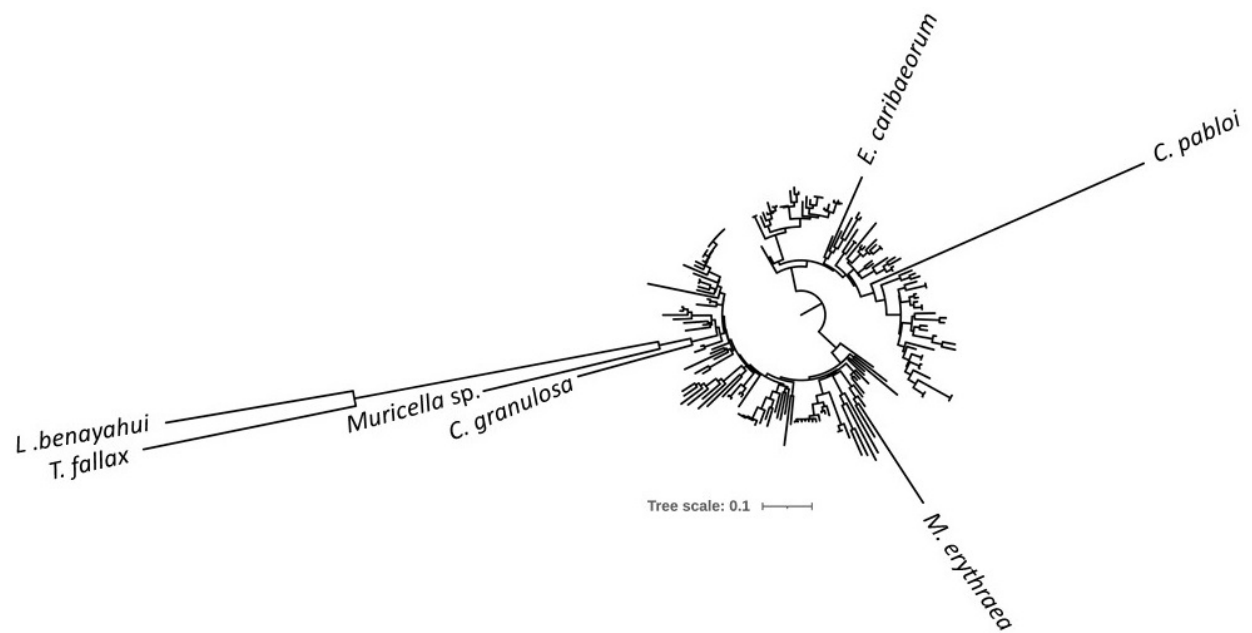 E. caribaeorum
C. pabloi
L .benayahui
T. fallax
Muricella sp.
C. granulosa
Tree scale: 0.1
M. erythraea